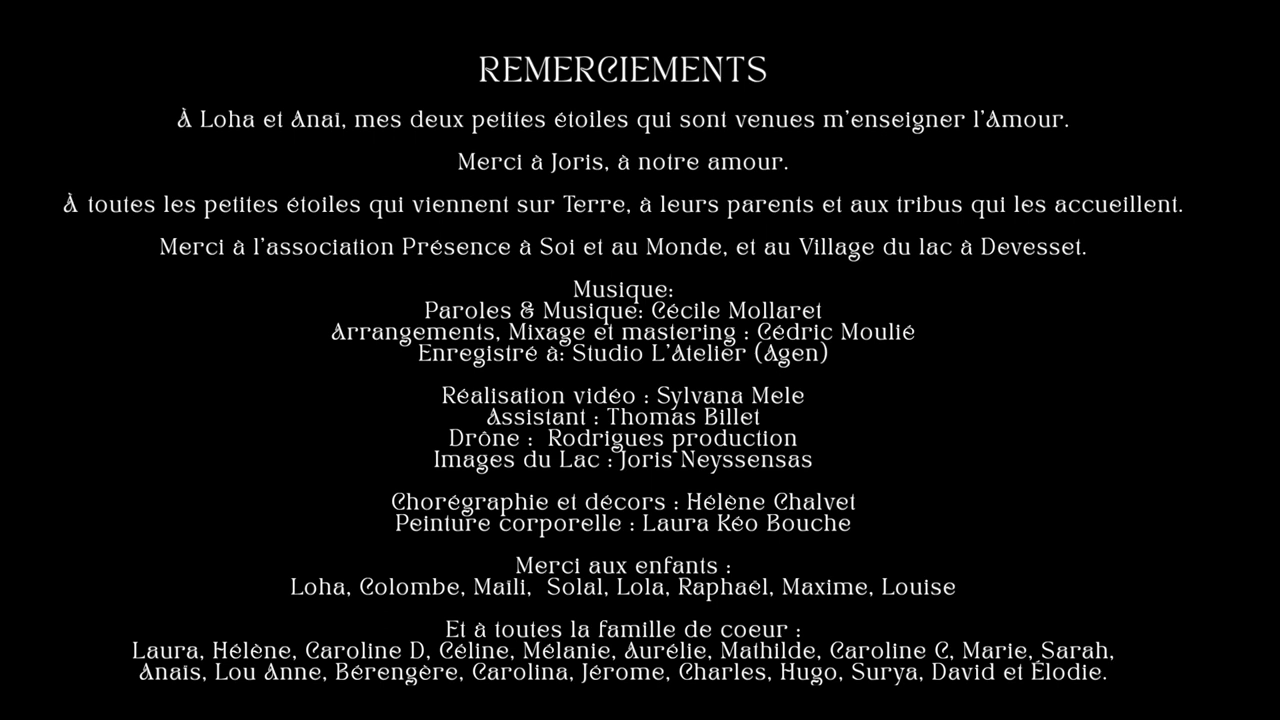 REMERCIEMENTS
À Loha et Anaï, mes deux petites étoiles qui sont venues m'enseigner l'Amour.
Merci à Joris, à notre amour.
À toutes les petites étoiles qui viennent sur Terre, à leurs parents et aux tribus qui les accueillent.
Merci à l'association Présence à Soi et au Monde, et au Village du lac à Devesset.
Musique:
Paroles & Musique: Cécile Mollaret
Arrangements, Mixage et mastering : Cédric Moulié
Enregistré à: Studio L'Atelier (Agen)
Réalisation vidéo : Sylvana Mele
Assistant : Thomas Billet
Drône :  Rodrigues production
Images du Lac : Joris Neyssensas
Chorégraphie et décors : Hélène Chalvet
Peinture corporelle : Laura Kéo Bouche
Merci aux enfants :
Loha, Colombe, Maïli,  Solal, Lola, Raphaël, Maxime, Louise
Et à toutes la famille de coeur :
Laura, Hélène, Caroline D, Céline, Mélanie, Aurélie, Mathilde, Caroline C, Marie, Sarah,
Anaïs, Lou Anne, Bérengère, Carolina, Jérome, Charles, Hugo, Surya, David et Élodie.